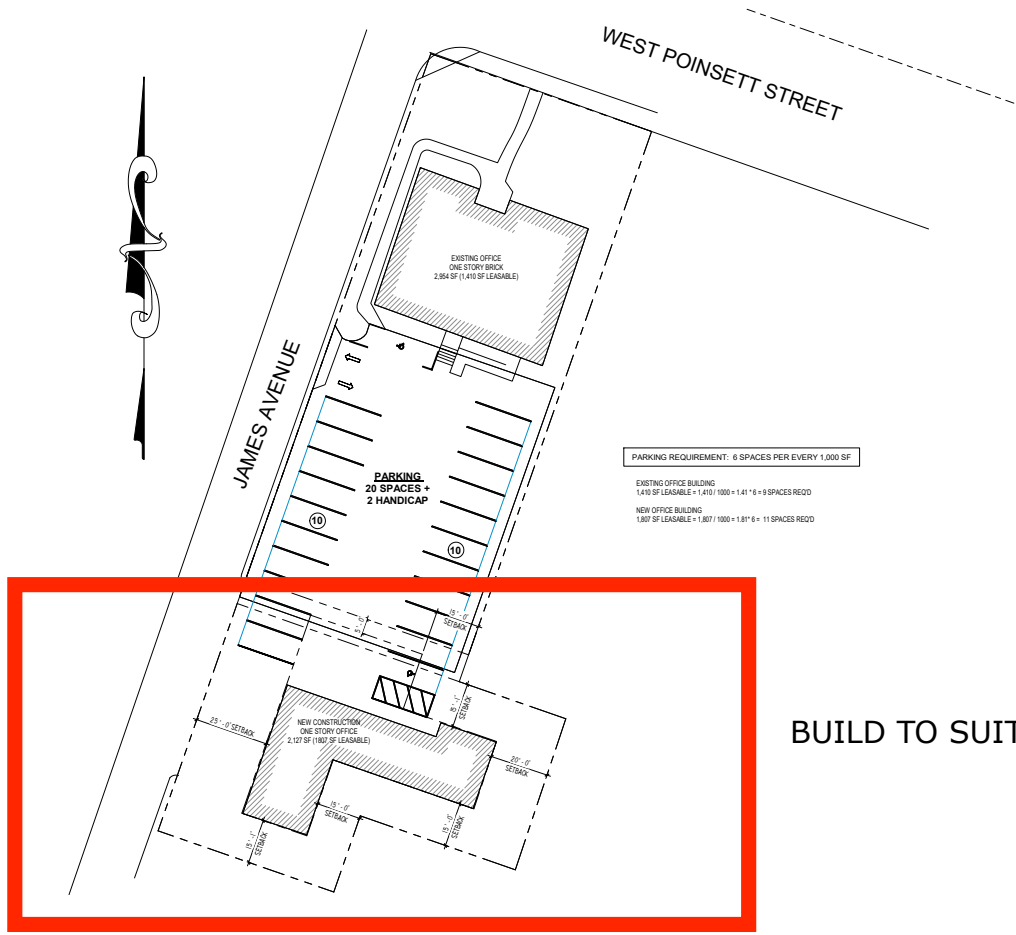 WEST POINSETT STREET
EXISTING OFFICE
ONE STORY BRICK
2,954 SF (1,410 SF LEASABLE)
JAMES AVENUE
PARKING
20 SPACES +
2 HANDICAP
10
10
PARKING REQUIREMENT: 6 SPACES PER EVERY 1,000 SF
EXISTING OFFICE BUILDING
1,410 SF LEASABLE = 1,410 / 1000 = 1.41 * 6 = 9 SPACES REQ'D
NEW OFFICE BUILDING
1,807 SF LEASABLE = 1,807 / 1000 = 1.81* 6 = 11 SPACES REQ'D
15'-0"
SETBACK
5'-0"
15'-1"
SETBACK
25'-0" SETBACK
NEW CONSTRUCTION
ONE STORY OFFICE
2,127 SF (1807 SF LEASABLE)
20'-0"
SETBACK
15'-0"
SETBACK
15'-0"
SETBACK
15'-1"
SETBACK
BUILD TO SUIT